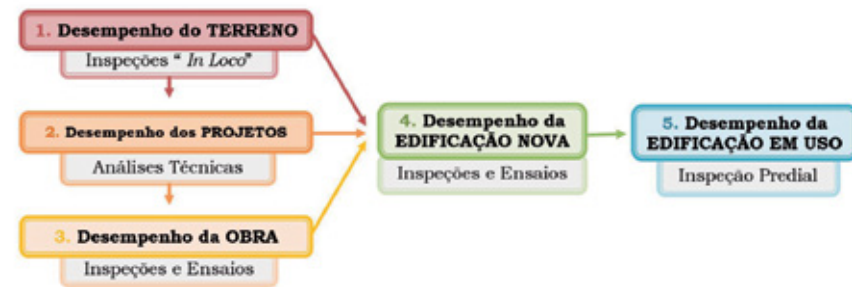 1. Desempenho do TERRENO
Inspeções “ In Loco”
2. Desempenho dos PROJETOS
Análises Técnicas
3. Desempenho da OBRA
Inspeções e Ensaios
4. Desempenho da
EDIFICAÇÃO NOVA
Inspeções e Ensaios
5. Desempenho da
EDIFICAÇÃO EM USO
Inspeção Predial